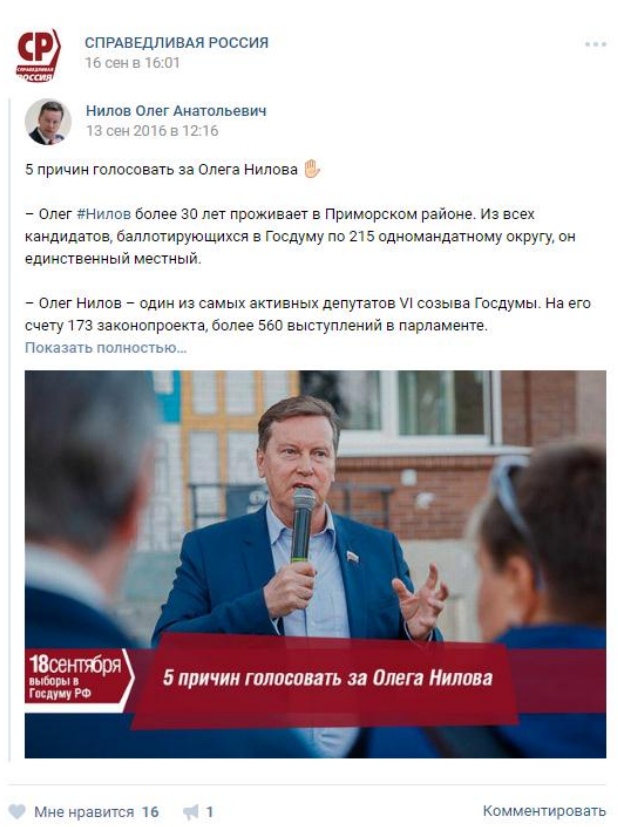 СР
СПРАВЕДЛИВАЯ
РОССИЯ
СПРАВЕДЛИВАЯ РОССИЯ
16 сен в 16:01
Нилов Олег Анатольевич
13 сен 2016 в 12:16
5 причин голосовать за Олега Нилова ✋
– Олег #Нилов более 30 лет проживает в Приморском районе. Из всех
кандидатов, баллотирующихся в Госдуму по 215 одномандатному округу, он
единственный местный.
– Олег Нилов – один из самых активных депутатов VI созыва Госдумы. На его
счету 173 законопроекта, более 560 выступлений в парламенте.
Показать полностью…
18сентября
выборы в
Госдуму РФ
5 причин голосовать за Олега Нилова
Мне нравится 16 1 Комментировать